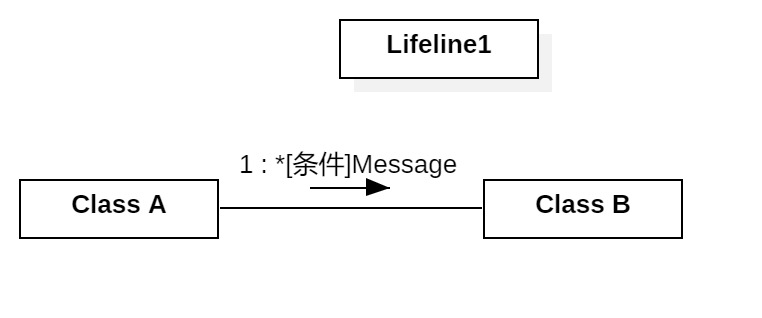 Lifeline1
1 : *[条件]Message
Class A
Class B